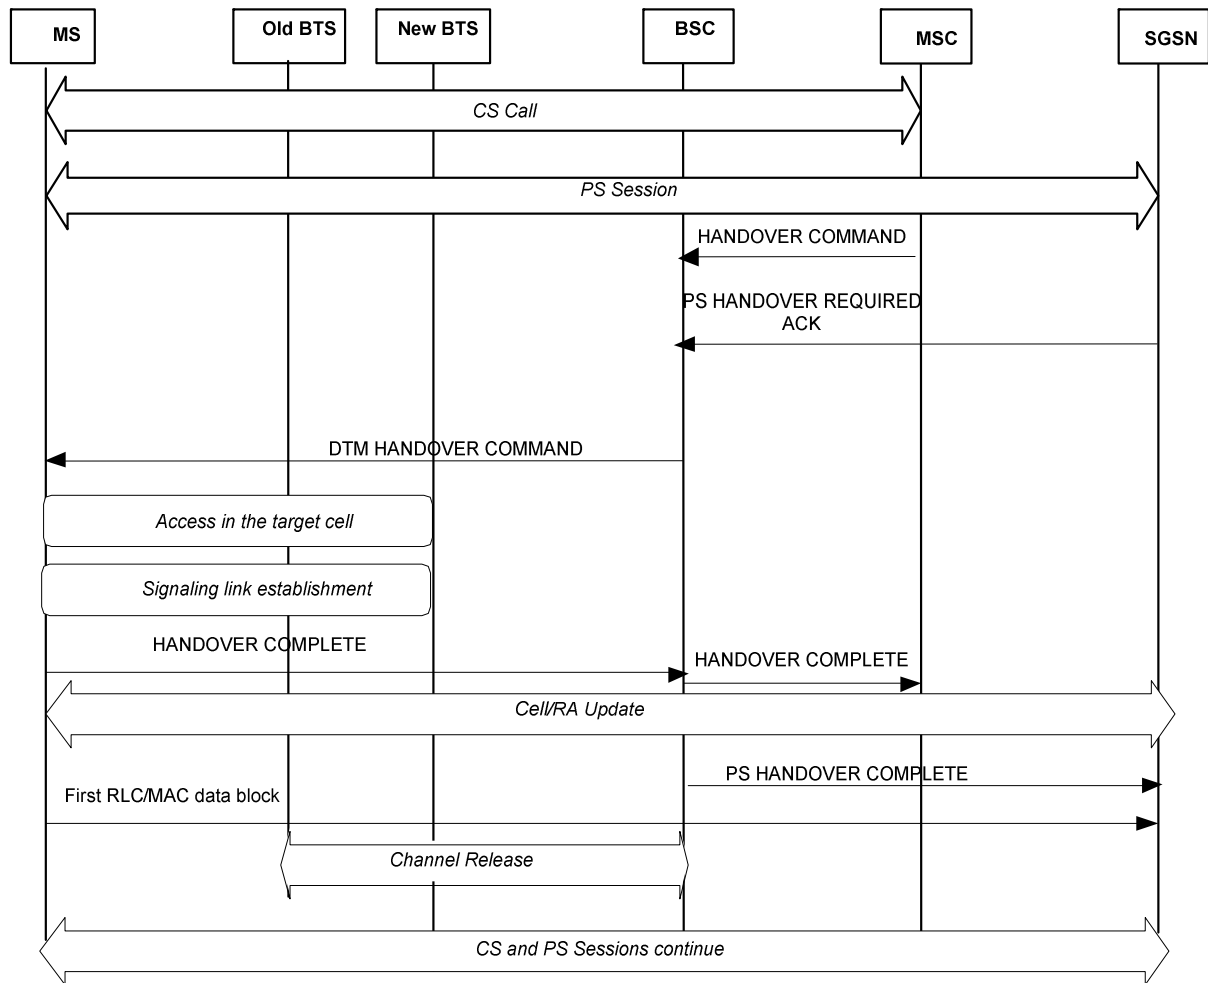 MS
Old BTS
New BTS
BSC
MSC
SGSN
CS Call
PS Session
HANDOVER COMMAND
PS HANDOVER REQUIRED
ACK
DTM HANDOVER COMMAND
Access in the target cell
Signaling link establishment
HANDOVER COMPLETE
HANDOVER COMPLETE
Cell/RA Update
PS HANDOVER COMPLETE
First RLC/MAC data block
Channel Release
CS and PS Sessions continue